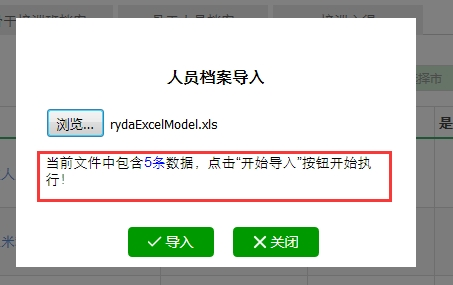 人员档案导入
浏览... rydaExcelModel.xls
当前文件中包含5条数据，点击“开始导入”按钮开始执
行！
导入 关闭